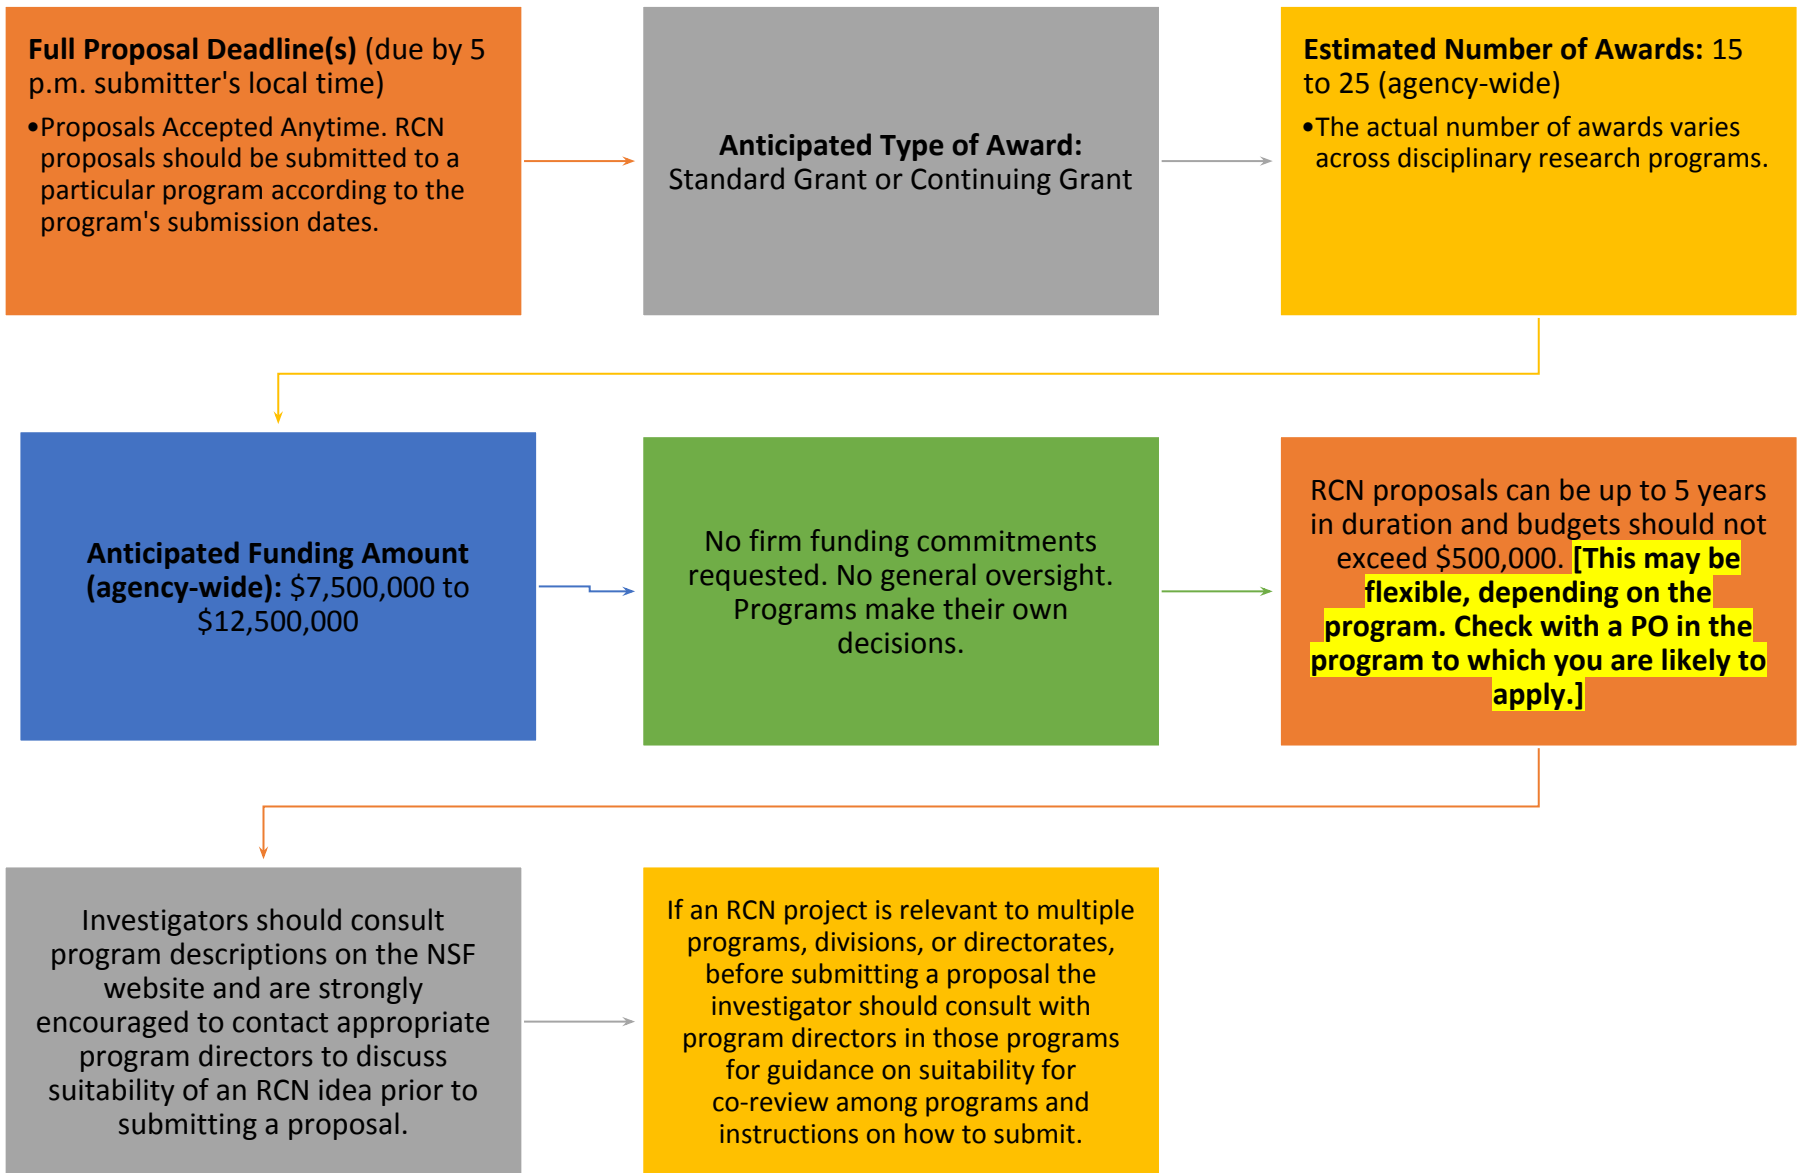 Full Proposal Deadline(s) (due by 5
p.m. submitter's local time)
•Proposals Accepted Anytime. RCN
proposals should be submitted to a
particular program according to the
program's submission dates.
Anticipated Type of Award:
Standard Grant or Continuing Grant
Estimated Number of Awards: 15
to 25 (agency-wide)
•The actual number of awards varies
across disciplinary research programs.
Anticipated Funding Amount
(agency-wide): $7,500,000 to
$12,500,000
No firm funding commitments
requested. No general oversight.
Programs make their own
decisions.
RCN proposals can be up to 5 years
in duration and budgets should not
exceed $500,000. [This may be
flexible, depending on the
program. Check with a PO in the
program to which you are likely to
apply.]
Investigators should consult
program descriptions on the NSF
website and are strongly
encouraged to contact appropriate
program directors to discuss
suitability of an RCN idea prior to
submitting a proposal.
If an RCN project is relevant to multiple
programs, divisions, or directorates,
before submitting a proposal the
investigator should consult with
program directors in those programs
for guidance on suitability for
co-review among programs and
instructions on how to submit.